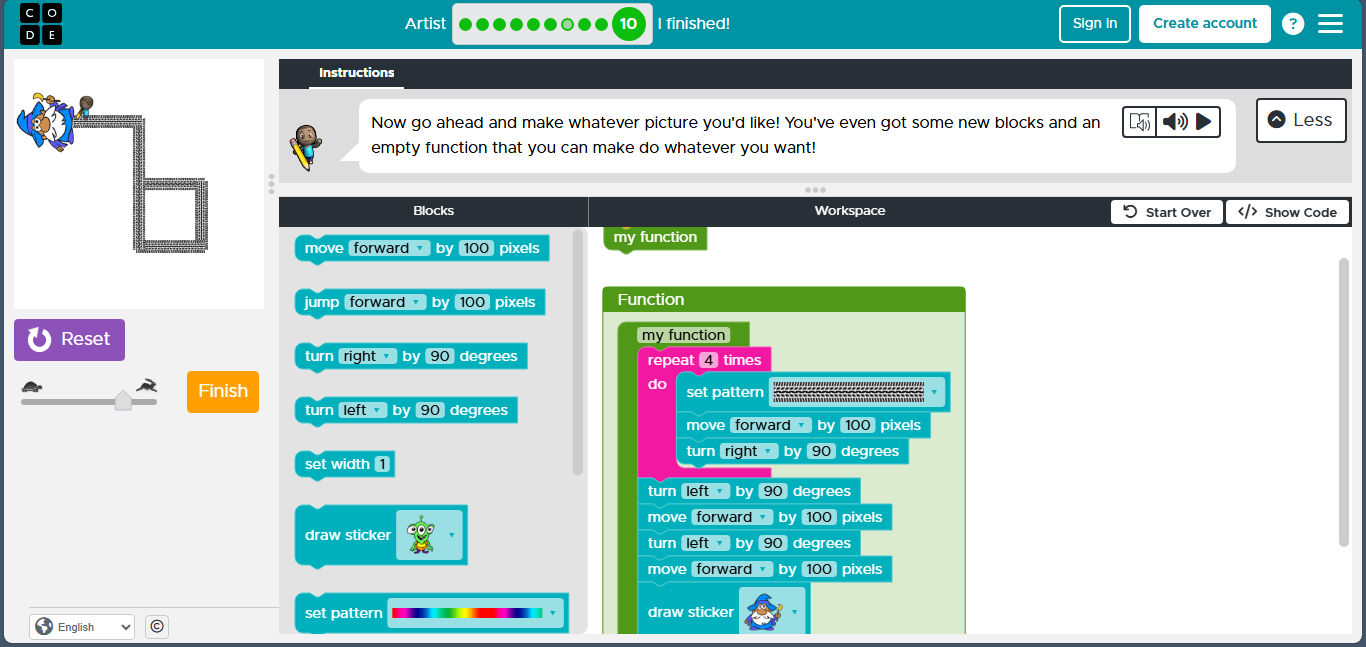 C O
D E
Artist
10
I finished!
Sign in
Create account
?
Instructions
Now go ahead and make whatever picture you'd like! You've even got some new blocks and an
empty function that you can make do whatever you want!
Less
Blocks
Workspace
Start Over
</> Show Code
move forward by 100 pixels
jump forward by 100 pixels
turn right by 90 degrees
turn left by 90 degrees
set width 1
draw sticker
set pattern
my function
Function
my function
repeat 4 times
do
set pattern
move forward by 100 pixels
turn right by 90 degrees
turn left by 90 degrees
move forward by 100 pixels
turn left by 90 degrees
move forward by 100 pixels
draw sticker
Reset
Finish
English
©